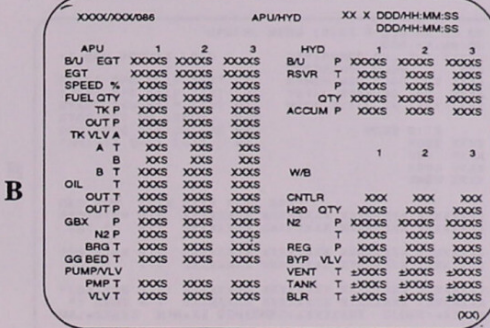 XXXX/XXX/086 APU/HYD XX X DDD/HH:MM:SS
DDD/HH:MM:SS
APU 1 2 3 HYD 1 2 3
B/U EGT XXXXS XXXXS XXXXS B/U P XXXXS XXXXS XXXXS
EGT XXXXS XXXXS XXXXS RSVR T XXXS XXXS XXXS
SPEED % XXXS XXXS XXXS P XXXS XXXS XXXS
FUEL QTY XXXS XXXS XXXS QTY XXXXS XXXXS XXXXS
TK P XXXS XXXS XXXS ACCUM P XXXXS XXXXS XXXXS
OUT P XXXS XXXS XXXS
TK VLV A XXXS XXXS XXXS
A T XXS XXS XXS 1 2 3
B XXS XXS XXS
B T XXXS XXXS XXXS W/B
OIL T XXXS XXXS XXXS
OUT T XXXS XXXS XXXS CNTLR XXX XXX XXX
OUT P XXXS XXXS XXXS H20 QTY XXXS XXXS XXXS
GBX P XXXS XXXS XXXS N2 P XXXXS XXXXS XXXXS
N2 P XXXS XXXS XXXS T XXXS XXXS XXXS
BRG T XXXS XXXS XXXS REG P XXXS XXXS XXXS
GG BED T XXXS XXXS XXXS BYP VLV XXXS XXXS XXXS
PUMP/VLV VENT T ±XXXS ±XXXS ±XXXS
PMP T XXXS XXXS XXXS TANK T ±XXXS ±XXXS ±XXXS
VLV T XXXS XXXS XXXS BLR T ±XXXS ±XXXS ±XXXS
(XX)
B